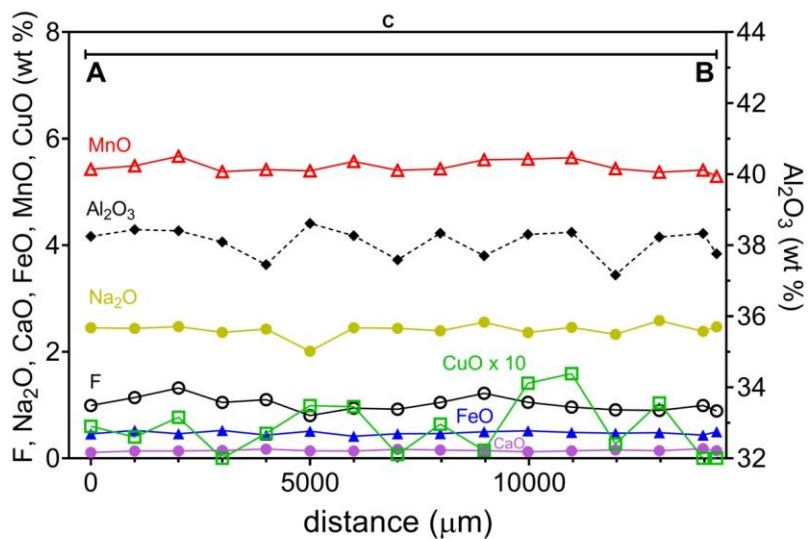 C
8
44
A
B
42
6
MnO
40
Al₂O₃
4
38
Na₂O
36
2
CuO x 10
F
34
FeO
CaO
0
32
0
5000
10000
distance (μm)
F, Na₂O, CaO, FeO, MnO, CuO (wt %)
Al₂O₃ (wt %)